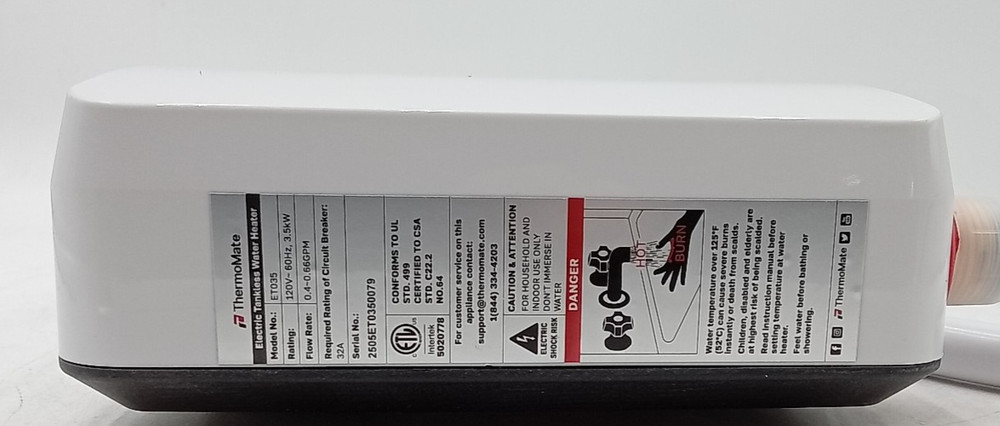 ThermoMate
Electric Tankless Water Heater
Model No.: ET035
Rating: 120V~ 60Hz, 3.5kW
Flow Rate: 0.4-0.66GPM
Required Rating of Circuit Breaker:
32A
Serial No.:
2505ET0350079
ETL
Intertek
5020778
CONFORMS TO UL
STD. 499
CERTIFIED TO CSA
STD. C22.2
NO.64
For customer service on this
appliance contact:
support@thermomate.com
1(844) 334-4203
ELECTRIC
SHOCK RISK
CAUTION & ATTENTION
FOR HOUSEHOLD AND
INDOOR USE ONLY
DON'T IMMERSE IN
WATER
DANGER
HOT
BURN
Water temperature over 125°F
(52°C) can cause severe burns
instantly or death from scalds.
Children, disabled and elderly are
at highest risk of being scalded.
Read instruction manual before
setting temperature at water
heater.
Feel water before bathing or
showering.
ThermoMate